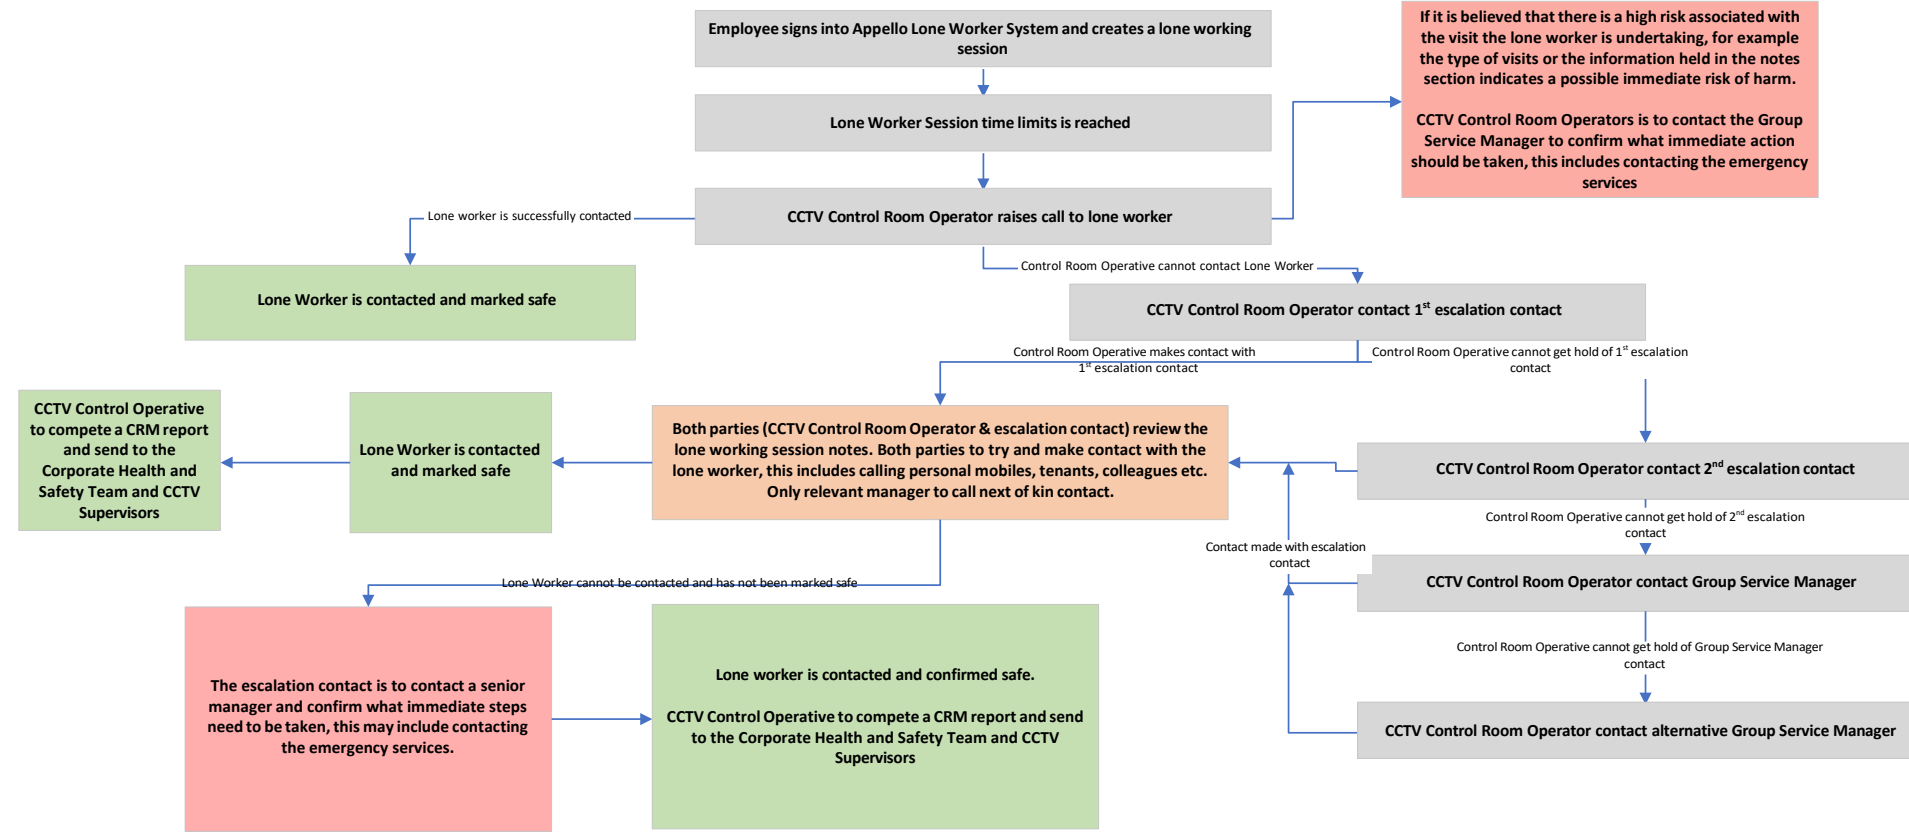 Employee signs into Appello Lone Worker System and creates a lone working
session
If it is believed that there is a high risk associated with
the visit the lone worker is undertaking, for example
the type of visits or the information held in the notes
section indicates a possible immediate risk of harm.
CCTV Control Room Operators is to contact the Group
Service Manager to confirm what immediate action
should be taken, this includes contacting the emergency
services
Lone Worker Session time limits is reached
CCTV Control Room Operator raises call to lone worker
Lone worker is successfully contacted
Control Room Operative cannot contact Lone Worker
Lone Worker is contacted and marked safe
CCTV Control Room Operator contact 1st escalation contact
Control Room Operative makes contact with
1st escalation contact
Control Room Operative cannot get hold of 1st escalation
contact
CCTV Control Operative
to compete a CRM report
and send to the
Corporate Health and
Safety Team and CCTV
Supervisors
Lone Worker is contacted
and marked safe
Both parties (CCTV Control Room Operator & escalation contact) review the
lone working session notes. Both parties to try and make contact with the
lone worker, this includes calling personal mobiles, tenants, colleagues etc.
Only relevant manager to call next of kin contact.
CCTV Control Room Operator contact 2nd escalation contact
Control Room Operative cannot get hold of 2nd escalation
contact
Contact made with escalation
contact
CCTV Control Room Operator contact Group Service Manager
Lone Worker cannot be contacted and has not been marked safe
Control Room Operative cannot get hold of Group Service Manager
contact
The escalation contact is to contact a senior
manager and confirm what immediate steps
need to be taken, this may include contacting
the emergency services.
Lone worker is contacted and confirmed safe.
CCTV Control Operative to compete a CRM report and send
to the Corporate Health and Safety Team and CCTV
Supervisors
CCTV Control Room Operator contact alternative Group Service Manager